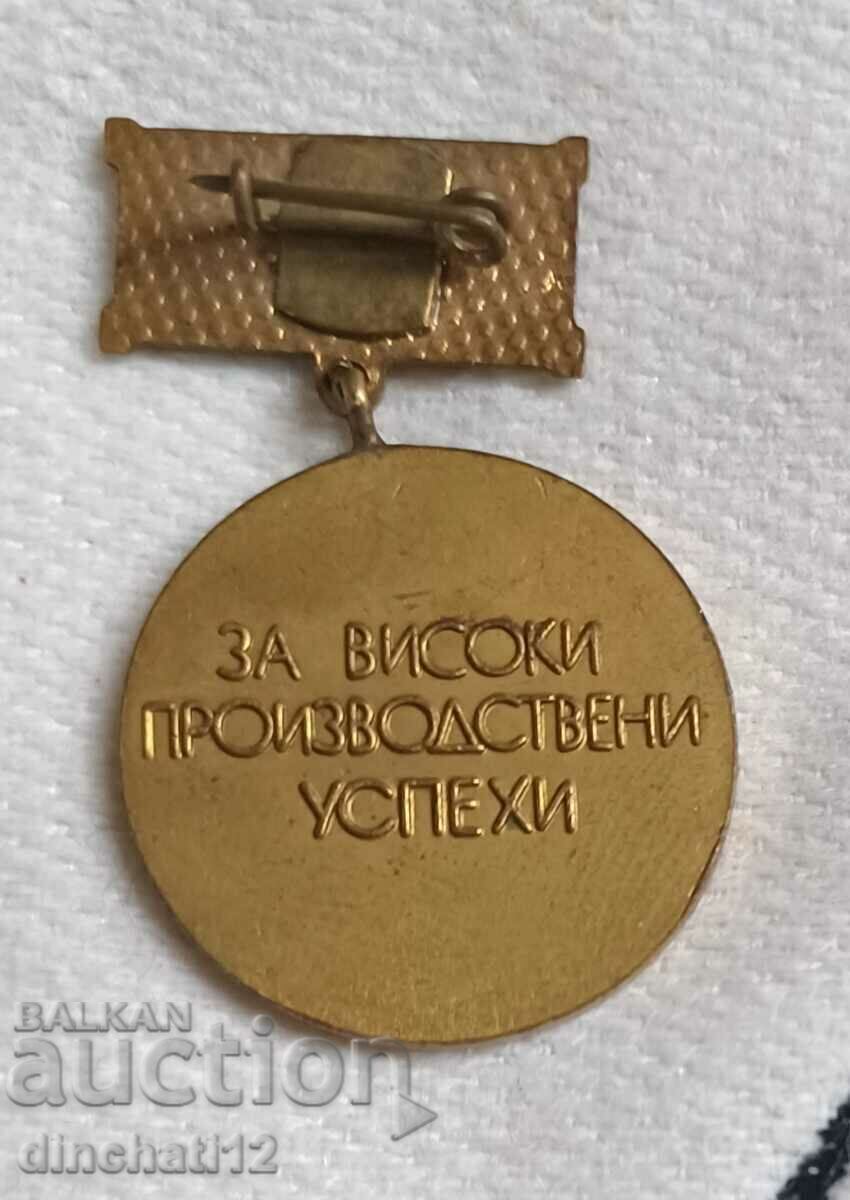 ЗА ВИСОКИ
ПРОИЗВОДСТВЕНИ
УСПЕХИ
BALKAN
auction
dinchati12